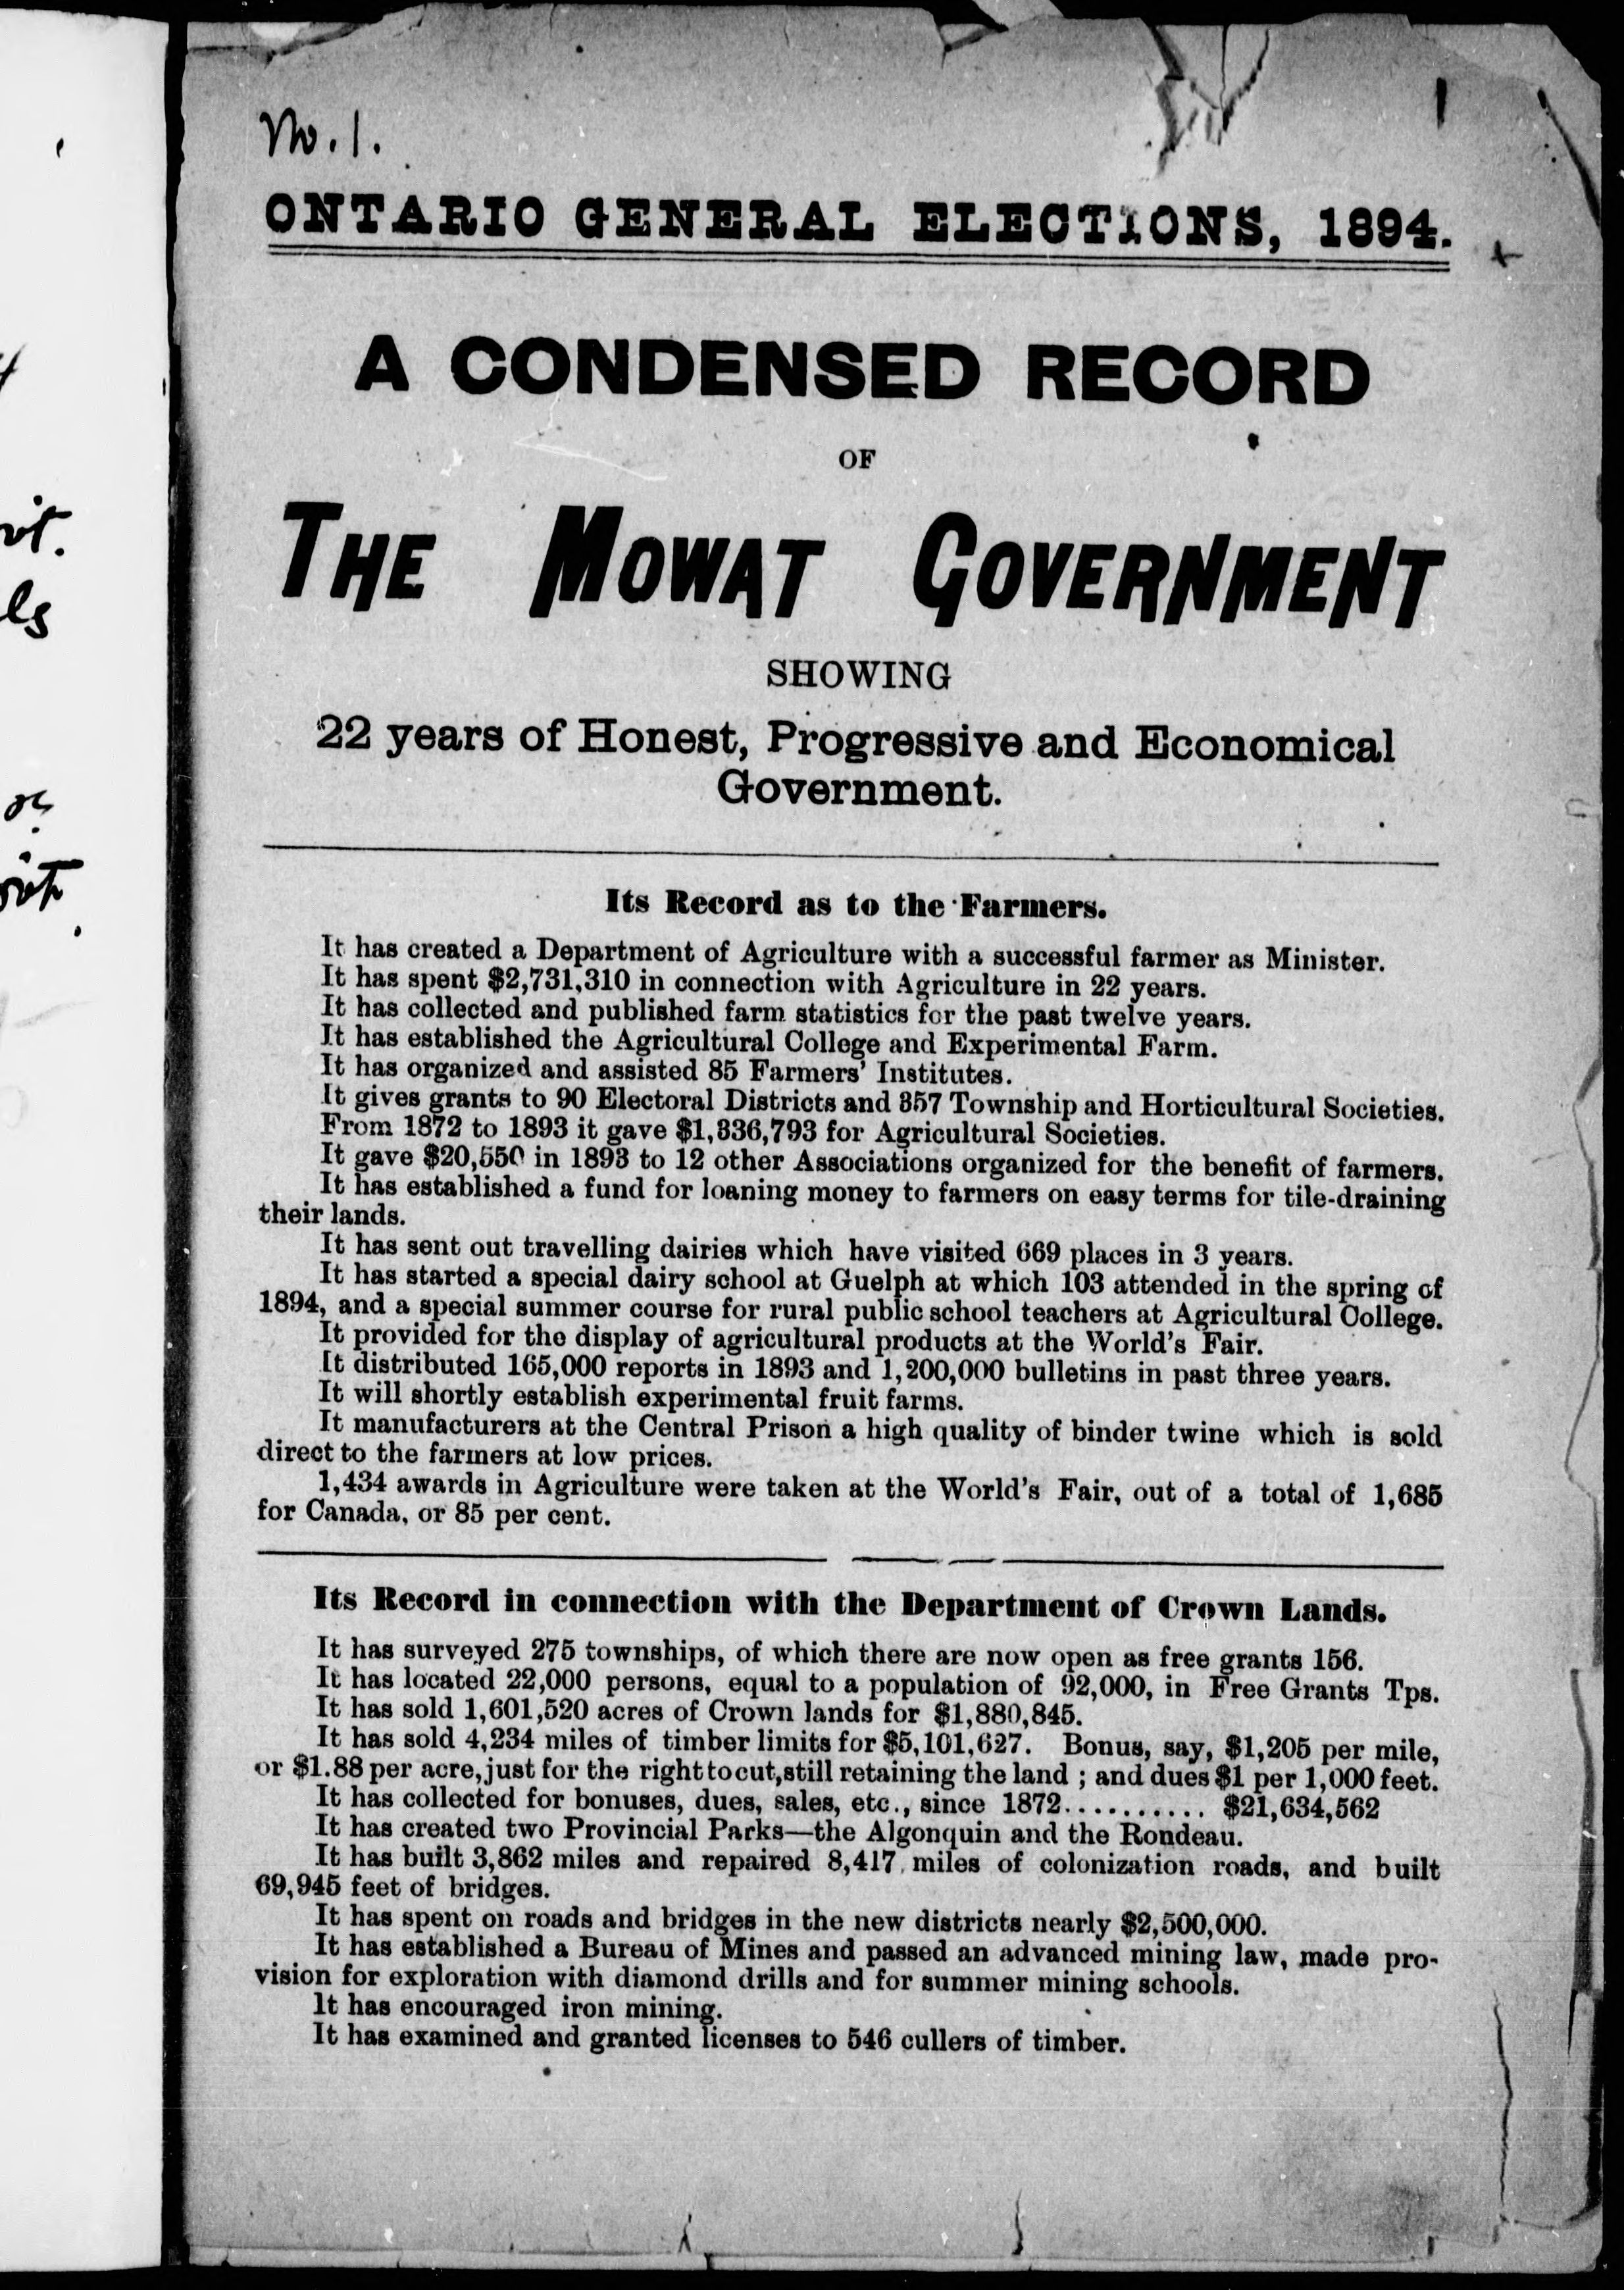 No. 1.
ONTARIO GENERAL ELECTIONS, 1894.
A CONDENSED RECORD
OF
THE MOWAT GOVERNMENT
SHOWING
22 years of Honest, Progressive and Economical
Government.
Its Record as to the Farmers.
It has created a Department of Agriculture with a successful farmer as Minister.
It has spent $2,731,310 in connection with Agriculture in 22 years.
It has collected and published farm statistics for the past twelve years.
It has established the Agricultural College and Experimental Farm.
It has organized and assisted 85 Farmers' Institutes.
It gives grants to 90 Electoral Districts and 357 Township and Horticultural Societies.
From 1872 to 1893 it gave $1,336,793 for Agricultural Societies.
It gave $20,550 in 1893 to 12 other Associations organized for the benefit of farmers.
It has established a fund for loaning money to farmers on easy terms for tile-draining
their lands.
It has sent out travelling dairies which have visited 669 places in 3 years.
It has started a special dairy school at Guelph at which 103 attended in the spring of
1894, and a special summer course for rural public school teachers at Agricultural College.
It provided for the display of agricultural products at the World's Fair.
It distributed 165,000 reports in 1893 and 1,200,000 bulletins in past three years.
It will shortly establish experimental fruit farms.
It manufacturers at the Central Prison a high quality of binder twine which is sold
direct to the farmers at low prices.
1,434 awards in Agriculture were taken at the World's Fair, out of a total of 1,685
for Canada, or 85 per cent.
Its Record in connection with the Department of Crown Lands.
It has surveyed 275 townships, of which there are now open as free grants 156.
It has located 22,000 persons, equal to a population of 92,000, in Free Grants Tps.
It has sold 1,601,520 acres of Crown lands for $1,880,845.
It has sold 4,234 miles of timber limits for $5,101,627. Bonus, say, $1,205 per mile,
or $1.88 per acre, just for the right to cut, still retaining the land ; and dues $1 per 1,000 feet.
It has collected for bonuses, dues, sales, etc., since 1872........... $21,634,562
It has created two Provincial Parks—the Algonquin and the Rondeau.
It has built 3,862 miles and repaired 8,417 miles of colonization roads, and built
69,945 feet of bridges.
It has spent on roads and bridges in the new districts nearly $2,500,000.
It has established a Bureau of Mines and passed an advanced mining law, made pro-
vision for exploration with diamond drills and for summer mining schools.
It has encouraged iron mining.
It has examined and granted licenses to 546 cullers of timber.